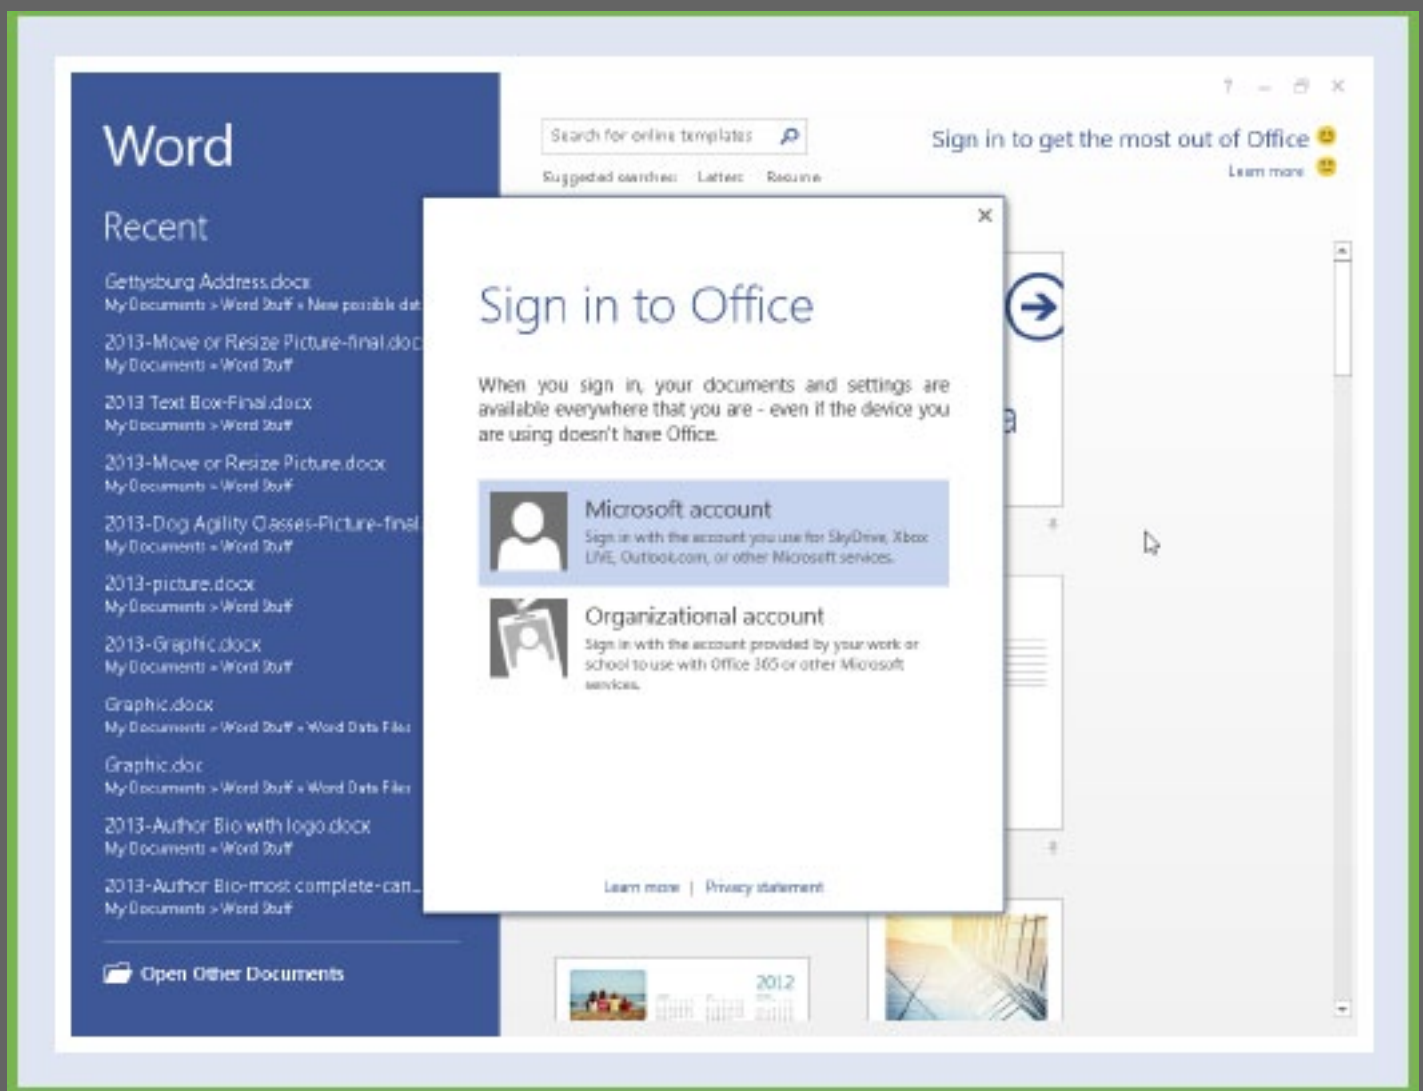 Word
Recent
Gettysburg Address.docx
My Documents » Word Stuff » New possible dat
2013-Move or Resize Picture-final.doc
My Documents » Word Stuff
2013 Text Box-Final.docx
My Documents » Word Stuff
2013-Move or Resize Picture.docx
My Documents » Word Stuff
2013-Dog Agility Classes-Picture-final.
My Documents » Word Stuff
2013-picture.docx
My Documents » Word Stuff
2013-Graphic.docx
My Documents » Word Stuff
Graphic.docx
My Documents » Word Stuff » Word Data Files
Graphic.doc
My Documents » Word Stuff » Word Data Files
2013-Author Bio with logo.docx
My Documents » Word Stuff
2013-Author Bio-most complete-can...
My Documents » Word Stuff
Open Other Documents
Search for online templates
Suggested searches: Letters Resume
Sign in to get the most out of Office
Learn more
Sign in to Office
When you sign in, your documents and settings are
available everywhere that you are - even if the device you
are using doesn't have Office.
Microsoft account
Sign in with the account you use for SkyDrive, Xbox
LIVE, Outlook.com, or other Microsoft services.
Organizational account
Sign in with the account provided by your work or
school to use with Office 365 or other Microsoft
services.
Learn more | Privacy statement
a
2012